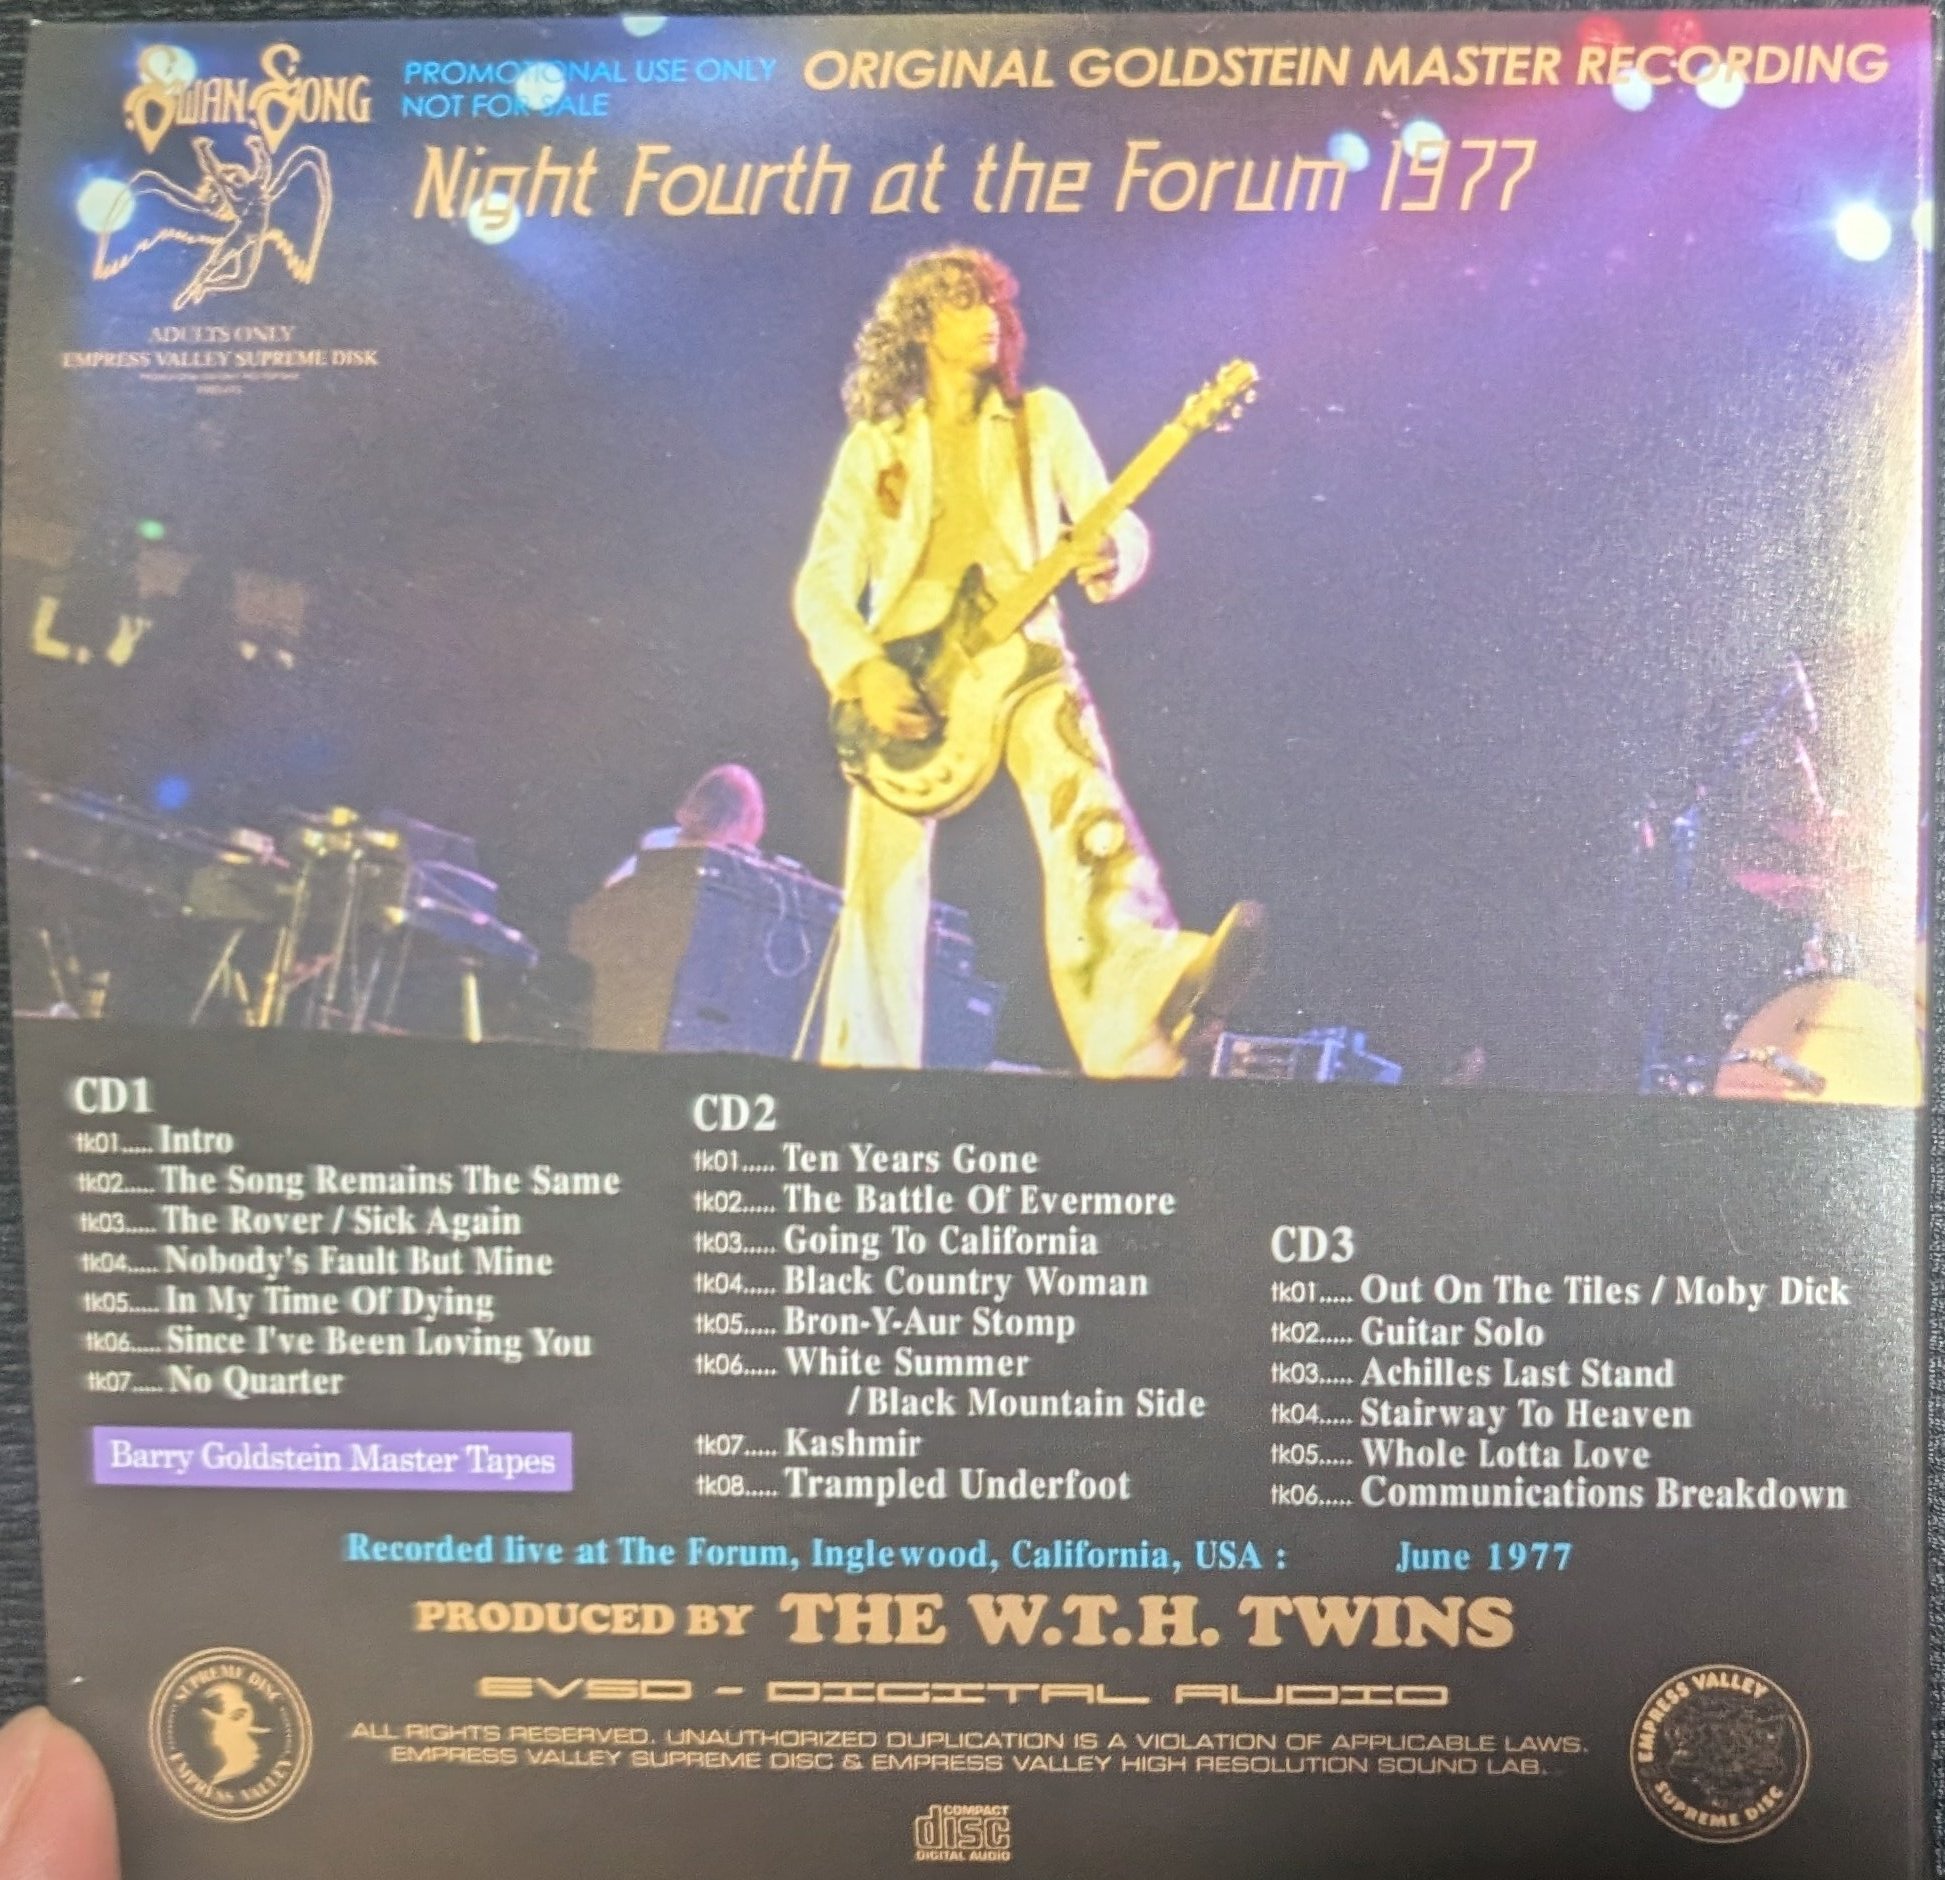 SWAN SONG
PROMOTIONAL USE ONLY
NOT FOR SALE
ORIGINAL GOLDSTEIN MASTER RECORDING
Night Fourth at the Forum 1977
ADULTS ONLY
EMPRESS VALLEY SUPREME DISK
CD1
tk01..... Intro
tk02..... The Song Remains The Same
tk03..... The Rover / Sick Again
tk04..... Nobody's Fault But Mine
tk05..... In My Time Of Dying
tk06..... Since I've Been Loving You
tk07..... No Quarter
Barry Goldstein Master Tapes
CD2
tk01..... Ten Years Gone
tk02..... The Battle Of Evermore
tk03..... Going To California
tk04..... Black Country Woman
tk05..... Bron-Y-Aur Stomp
tk06..... White Summer
/ Black Mountain Side
tk07..... Kashmir
tk08..... Trampled Underfoot
CD3
tk01..... Out On The Tiles / Moby Dick
tk02..... Guitar Solo
tk03..... Achilles Last Stand
tk04..... Stairway To Heaven
tk05..... Whole Lotta Love
tk06..... Communications Breakdown
Recorded live at The Forum, Inglewood, California, USA : June 1977
PRODUCED BY THE W.T.H. TWINS
EVSD - DIGITAL AUDIO
ALL RIGHTS RESERVED. UNAUTHORIZED DUPLICATION IS A VIOLATION OF APPLICABLE LAWS.
EMPRESS VALLEY SUPREME DISC & EMPRESS VALLEY HIGH RESOLUTION SOUND LAB.
SUPREME DISC
EMPRESS VALLEY
EMPRESS VALLEY
SUPREME DISC
COMPACT
disc
DIGITAL AUDIO